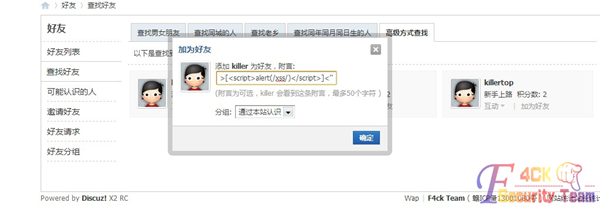 › 好友 › 查找好友
好友
好友列表
查找好友
可能认识的人
邀请好友
好友请求
好友分组
查找男女朋友 查找同城的人 查找老乡 查找同年同月同日生的人 高级方式查找
以下是查找到
加为好友
添加 killer 为好友，附言:
>[<script>alert(/xss/)</script>]<"
(附言为可选，killer 会看到这条附言，最多50个字符 )
分组: 通过本站认识
确定
killertop
新手上路 积分数: 2
互动 加为好友
Powered by Discuz! X2 RC
Wap | F4ck Team (
F4CK
Security Team